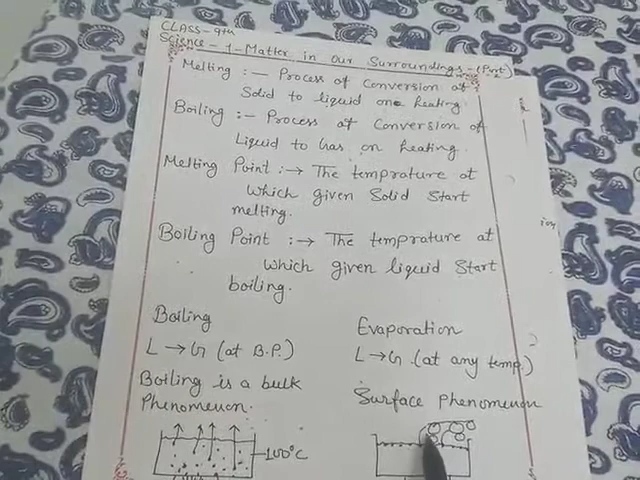 CLASS-9th
Science-1-Matter in Our Surroundings-(Part)
Melting :— Process of Conversion of
Solid to liquid one heating
Boiling :- Process of Conversion of
Liquid to Gas on heating.
Melting Point :→ The temprature at
which given Solid Start
melting.
Boiling Point :→ The temprature at
which given liquid Start
boiling.
Boiling
L → G (at B.P.)
Boiling is a bulk
Phenomenon.
100°C
Evaporation
L → G .(at any temp.)
Surface phenomenon